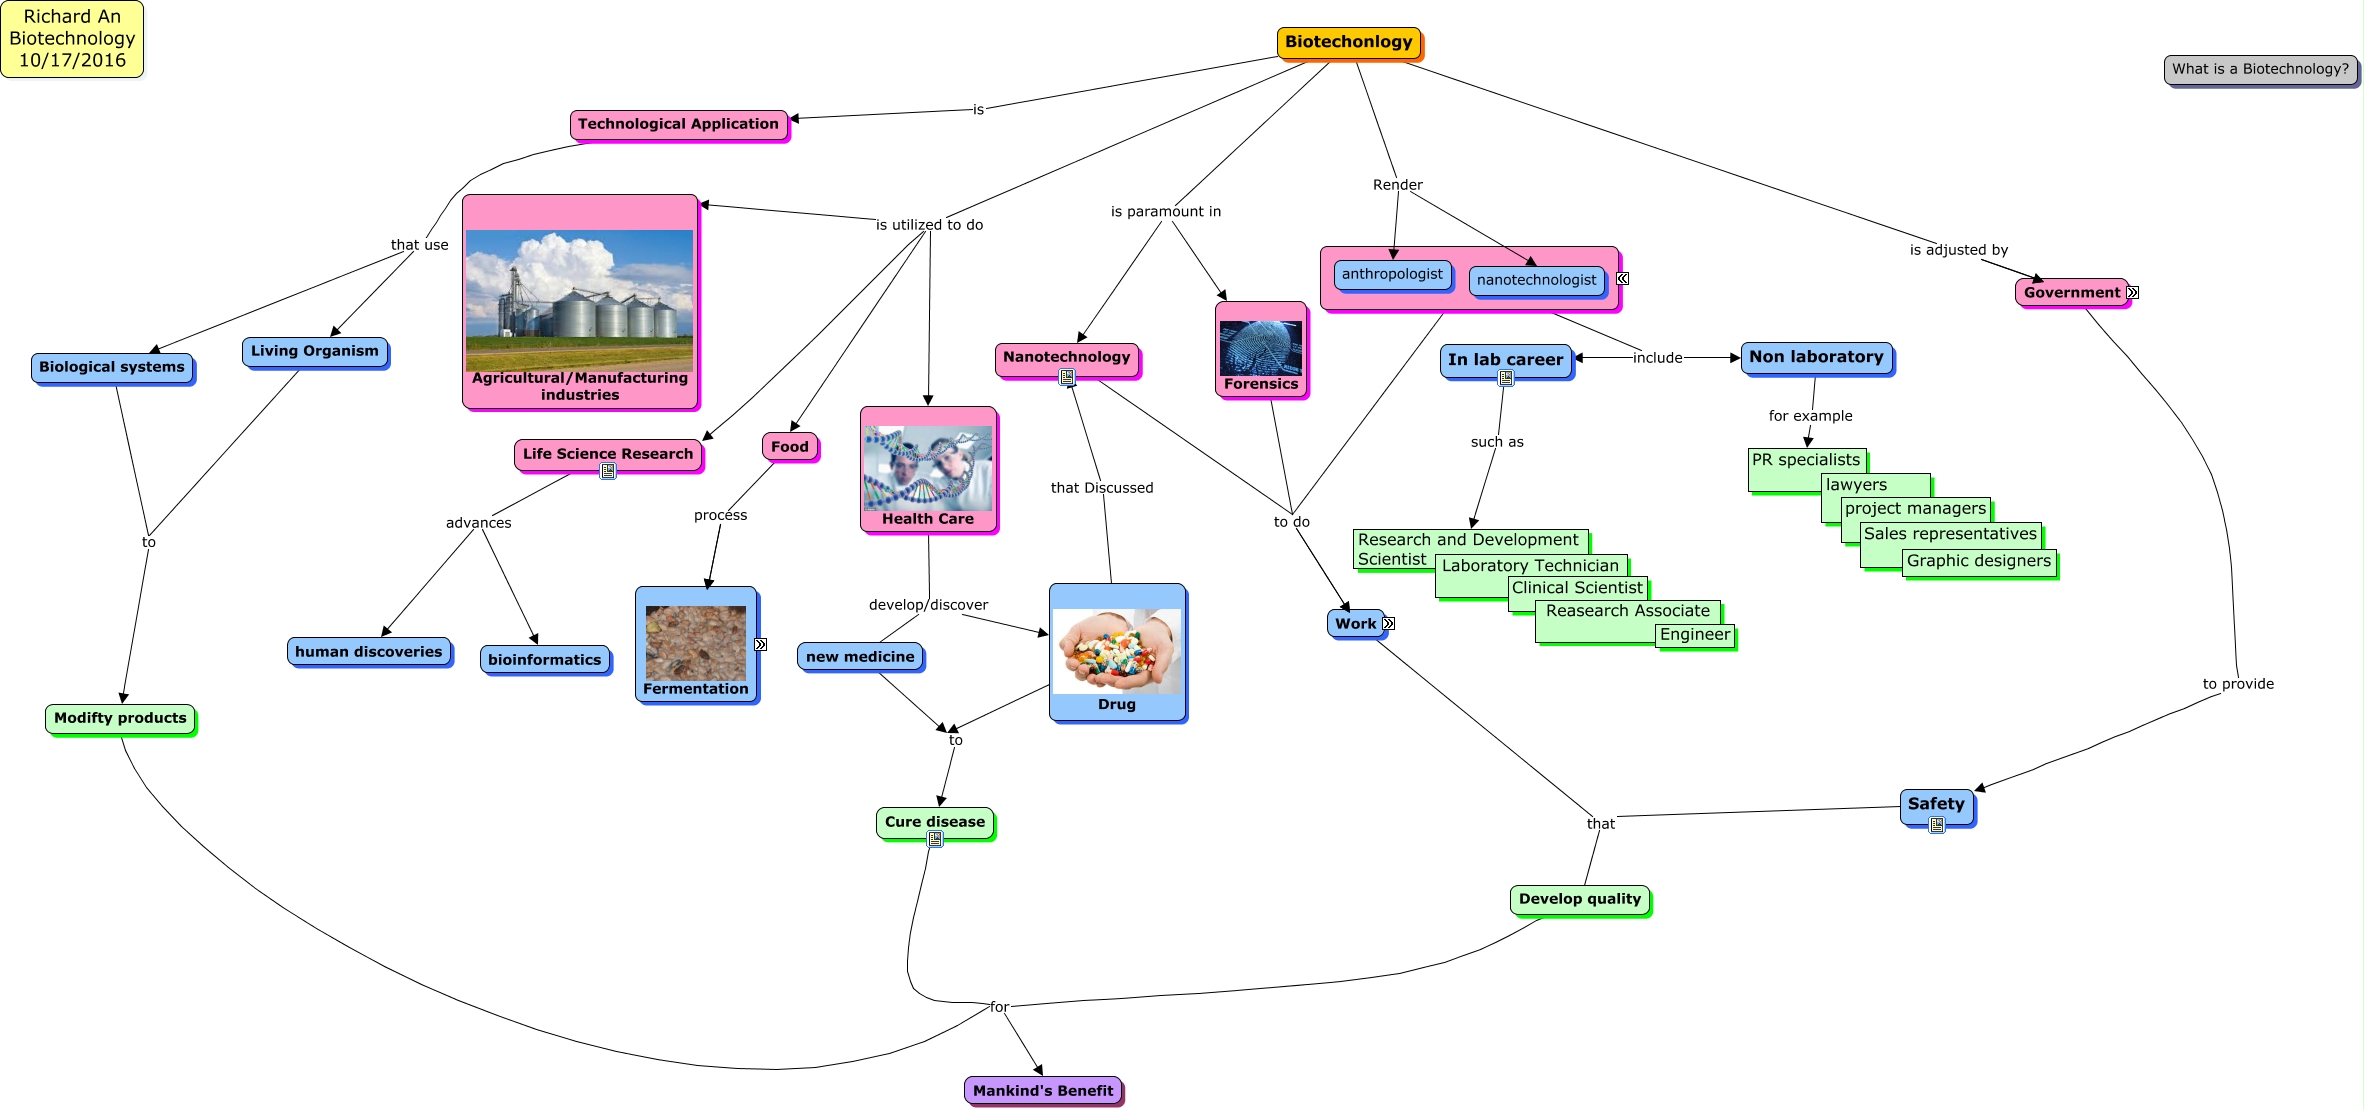 Richard An
Biotechnology
10/17/2016
Biotechonlogy
What is a Biotechnology?
is
Technological Application
that use
is utilized to do
is paramount in
Render
is adjusted by
anthropologist
nanotechnologist
Government
Biological systems
Living Organism
Agricultural/Manufacturing
industries
Nanotechnology
Forensics
In lab career
include
Non laboratory
Life Science Research
Food
Health Care
for example
such as
PR specialists
lawyers
project managers
Sales representatives
Graphic designers
that Discussed
advances
process
to do
to
Research and Development
Scientist
Laboratory Technician
Clinical Scientist
Reasearch Associate
Engineer
develop/discover
human discoveries
bioinformatics
Fermentation
new medicine
Drug
Work
to provide
Modifty products
to
Cure disease
Safety
that
Develop quality
for
Mankind's Benefit